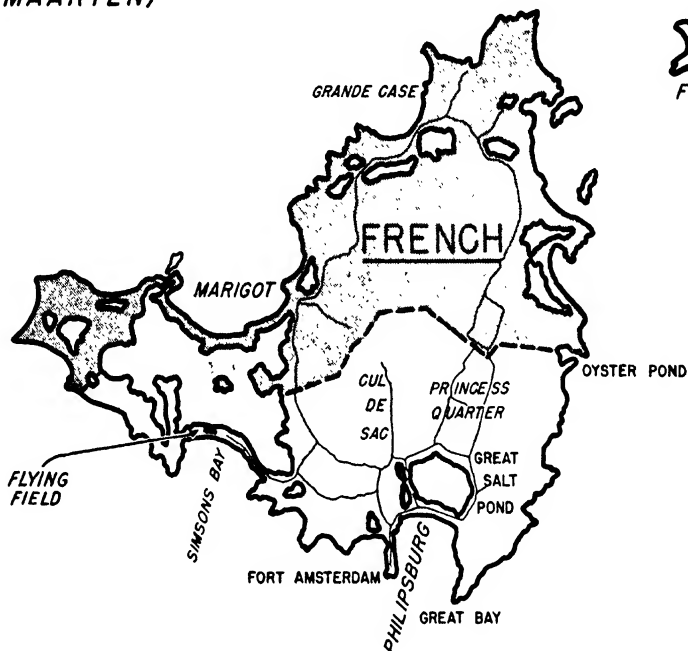 MAARTEN)
F
GRANDE CASE
FRENCH
MARIGOT
OYSTER POND
CUL
DE
SAC
PRINCESS
QUARTER
GREAT
SALT
POND
FLYING
FIELD
SIMSONS BAY
FORT AMSTERDAM
PHILIPSBURG
GREAT BAY